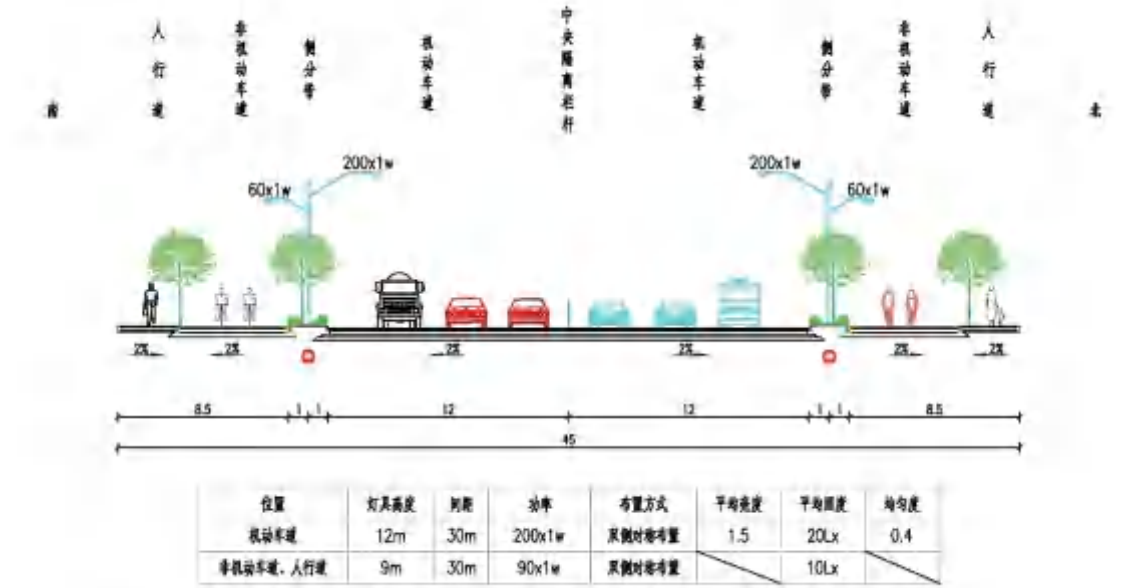 南
人行道
非机动车道
侧分带
机动车道
中央隔离栏杆
机动车道
侧分带
非机动车道
人行道
北
60x1w
200x1w
200x1w
60x1w
2% 2% 2% 2% 2% 2%
8.5 1 1 12 12 1 1 8.5
45
位置 灯具高度 间距 功率 布置方式 平均亮度 平均照度 均匀度
机动车道 12m 30m 200x1w 双侧对称布置 1.5 20Lx 0.4
非机动车道、人行道 9m 30m 90x1w 双侧对称布置 10Lx